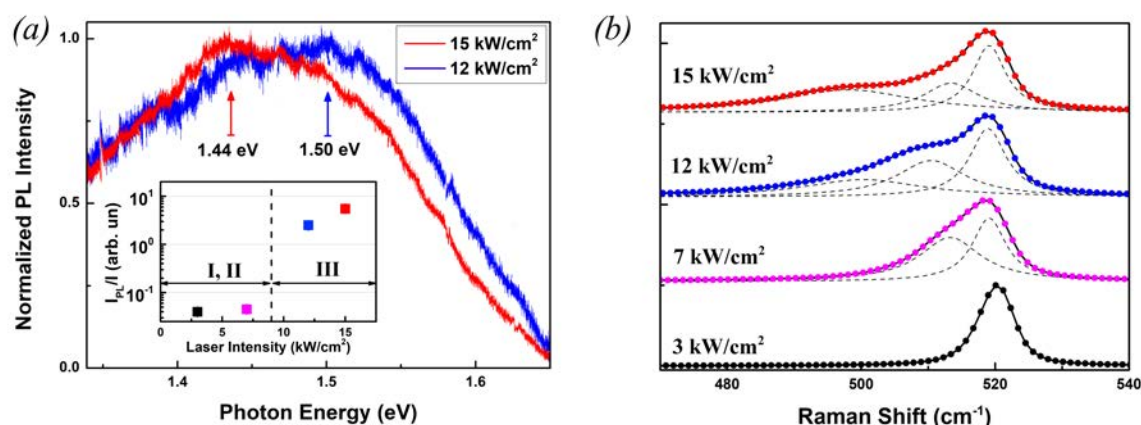 (a)
1.0
0.5
0.0
Normalized PL Intensity
15 kW/cm²
12 kW/cm²
1.44 eV
1.50 eV
I_PL/I (arb. un)
10¹
10⁰
10⁻¹
I, II
III
0 5 10 15
Laser Intensity (kW/cm²)
1.4 1.5 1.6
Photon Energy (eV)
(b)
15 kW/cm²
12 kW/cm²
7 kW/cm²
3 kW/cm²
480 500 520 540
Raman Shift (cm⁻¹)